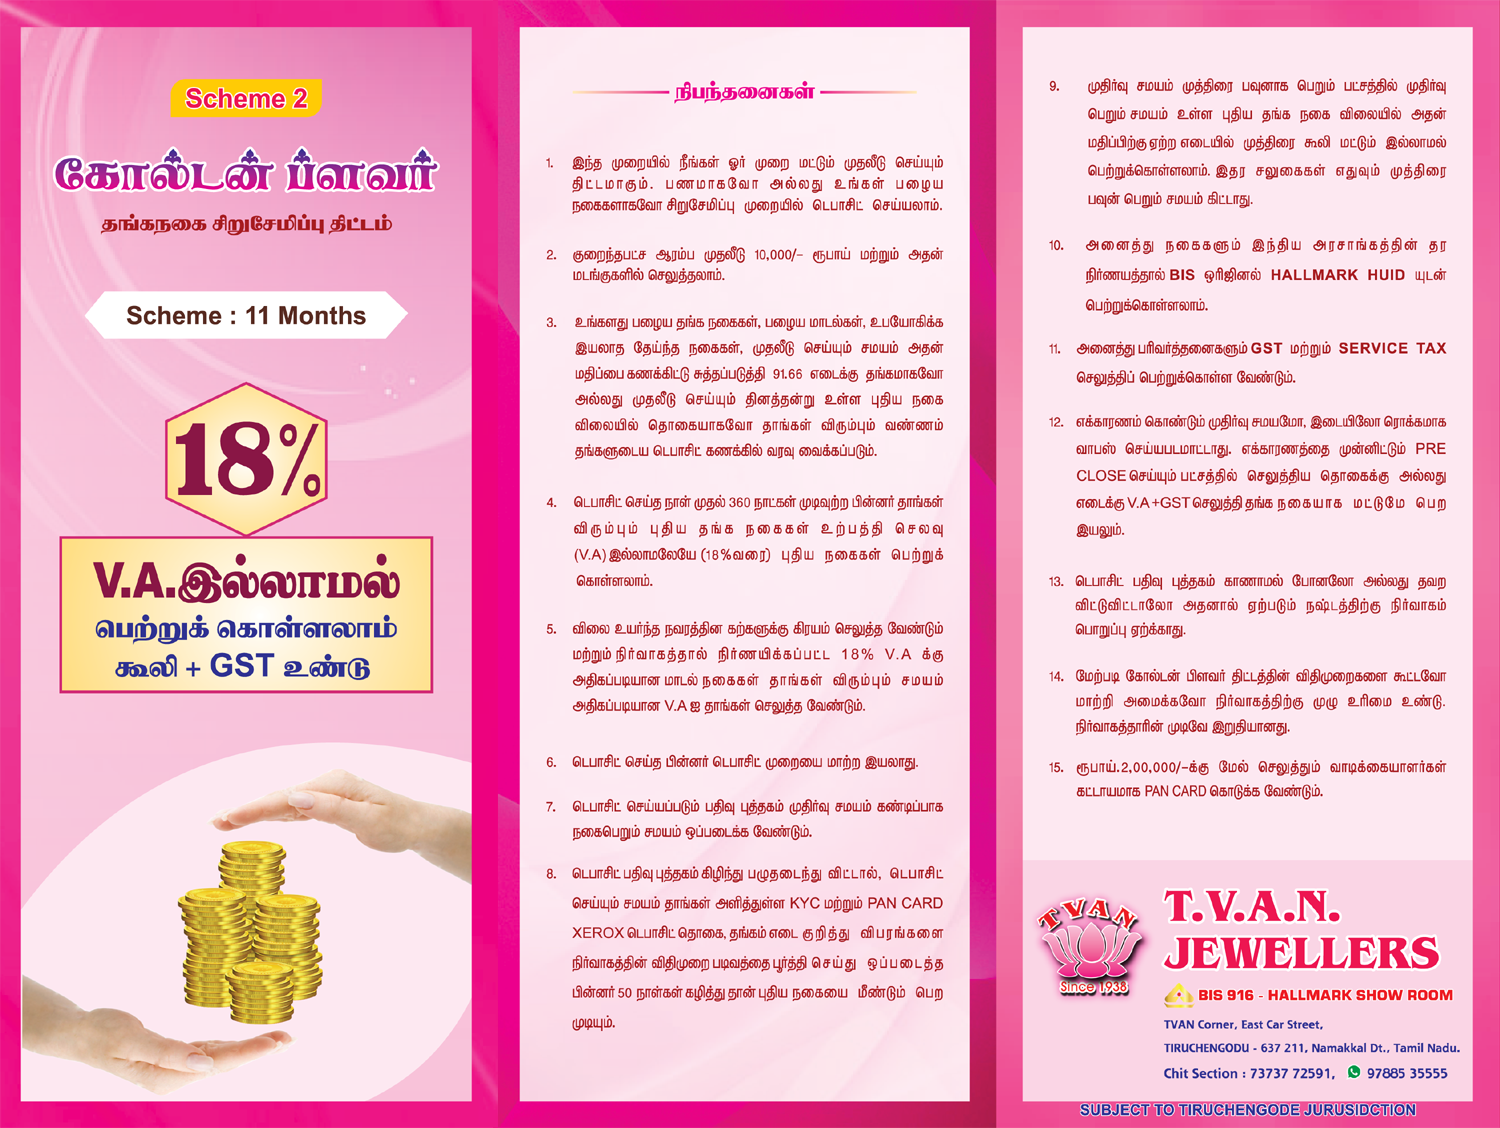 Scheme 2
கோல்டன் ப்ளவர்
தங்கநகை சிறுசேமிப்பு திட்டம்
Scheme : 11 Months
18%
V.A.இல்லாமல்
பெற்றுக் கொள்ளலாம்
கூலி + GST உண்டு
நிபந்தனைகள்
1. இந்த முறையில் நீங்கள் ஓர் முறை மட்டும் முதலீடு செய்யும்
திட்டமாகும். பணமாகவோ அல்லது உங்கள் பழைய
நகைகளாகவோ சிறுசேமிப்பு முறையில் டெபாசிட் செய்யலாம்.
2. குறைந்தபட்ச ஆரம்ப முதலீடு 10,000/- ரூபாய் மற்றும் அதன்
மடங்குகளில் செலுத்தலாம்.
3. உங்களது பழைய தங்க நகைகள், பழைய மாடல்கள், உபயோகிக்க
இயலாத தேய்ந்த நகைகள், முதலீடு செய்யும் சமயம் அதன்
மதிப்பை கணக்கிட்டு சுத்தப்படுத்தி 91.66 எடைக்கு தங்கமாகவோ
அல்லது முதலீடு செய்யும் தினத்தன்று உள்ள புதிய நகை
விலையில் தொகையாகவோ தாங்கள் விரும்பும் வண்ணம்
தங்களுடைய டெபாசிட் கணக்கில் வரவு வைக்கப்படும்.
4. டெபாசிட் செய்த நாள் முதல் 360 நாட்கள் முடிவுற்ற பின்னர் தாங்கள்
விரும்பும் புதிய தங்க நகைகள் உற்பத்தி செலவு
(V.A) இல்லாமலேயே (18%வரை) புதிய நகைகள் பெற்றுக்
கொள்ளலாம்.
5. விலை உயர்ந்த நவரத்தின கற்களுக்கு கிரயம் செலுத்த வேண்டும்
மற்றும் நிர்வாகத்தால் நிர்ணயிக்கப்பட்ட 18% V.A க்கு
அதிகப்படியான மாடல் நகைகள் தாங்கள் விரும்பும் சமயம்
அதிகப்படியான V.A ஐ தாங்கள் செலுத்த வேண்டும்.
6. டெபாசிட் செய்த பின்னர் டெபாசிட் முறையை மாற்ற இயலாது.
7. டெபாசிட் செய்யப்படும் பதிவு புத்தகம் முதிர்வு சமயம் கண்டிப்பாக
நகைபெறும் சமயம் ஒப்படைக்க வேண்டும்.
8. டெபாசிட் பதிவு புத்தகம் கிழிந்து பழுதடைந்து விட்டால், டெபாசிட்
செய்யும் சமயம் தாங்கள் அளித்துள்ள KYC மற்றும் PAN CARD
XEROX டெபாசிட் தொகை, தங்கம் எடை குறித்து விபரங்களை
நிர்வாகத்தின் விதிமுறை படிவத்தை பூர்த்தி செய்து ஒப்படைத்த
பின்னர் 50 நாள்கள் கழித்து தான் புதிய நகையை மீண்டும் பெற
முடியும்.
9. முதிர்வு சமயம் முத்திரை பவுனாக பெறும் பட்சத்தில் முதிர்வு
பெறும் சமயம் உள்ள புதிய தங்க நகை விலையில் அதன்
மதிப்பிற்கு ஏற்ற எடையில் முத்திரை கூலி மட்டும் இல்லாமல்
பெற்றுக்கொள்ளலாம். இதர சலுகைகள் எதுவும் முத்திரை
பவுன் பெறும் சமயம் கிட்டாது.
10. அனைத்து நகைகளும் இந்திய அரசாங்கத்தின் தர
நிர்ணயத்தால் BIS ஒரிஜினல் HALLMARK HUID யுடன்
பெற்றுக்கொள்ளலாம்.
11. அனைத்து பரிவர்த்தனைகளும் GST மற்றும் SERVICE TAX
செலுத்திப் பெற்றுக்கொள்ள வேண்டும்.
12. எக்காரணம் கொண்டும் முதிர்வு சமயமோ, இடையிலோ ரொக்கமாக
வாபஸ் செய்யபடமாட்டாது. எக்காரணத்தை முன்னிட்டும் PRE
CLOSE செய்யும் பட்சத்தில் செலுத்திய தொகைக்கு அல்லது
எடைக்கு V.A +GST செலுத்தி தங்க நகையாக மட்டுமே பெற
இயலும்.
13. டெபாசிட் பதிவு புத்தகம் காணாமல் போனலோ அல்லது தவற
விட்டுவிட்டாலோ அதனால் ஏற்படும் நஷ்டத்திற்கு நிர்வாகம்
பொறுப்பு ஏற்க்காது.
14. மேற்படி கோல்டன் பிளவர் திட்டத்தின் விதிமுறைகளை கூட்டவோ
மாற்றி அமைக்கவோ நிர்வாகத்திற்கு முழு உரிமை உண்டு.
நிர்வாகத்தாரின் முடிவே இறுதியானது.
15. ரூபாய்.2,00,000/-க்கு மேல் செலுத்தும் வாடிக்கையாளர்கள்
கட்டாயமாக PAN CARD கொடுக்க வேண்டும்.
TVAN
Since 1938
T.V.A.N.
JEWELLERS
BIS 916 - HALLMARK SHOW ROOM
TVAN Corner, East Car Street,
TIRUCHENGODU - 637 211, Namakkal Dt., Tamil Nadu.
Chit Section : 73737 72591, 97885 35555
SUBJECT TO TIRUCHENGODE JURUSIDCTION